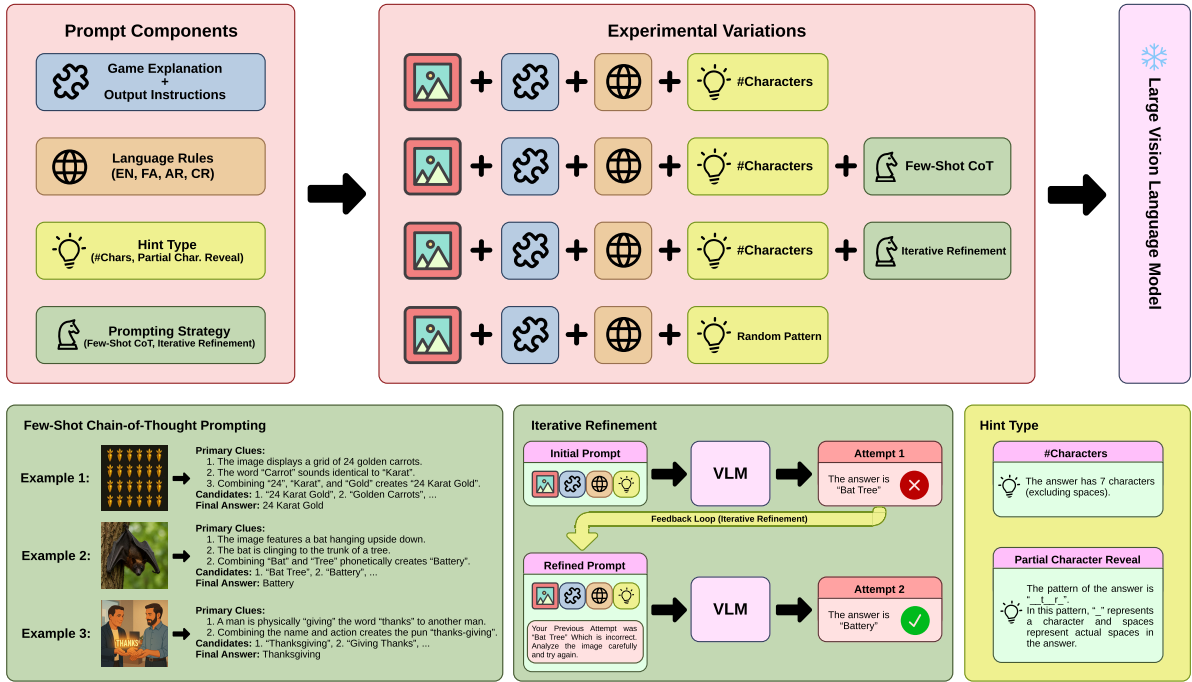 Prompt Components
Game Explanation
+
Output Instructions
Language Rules
(EN, FA, AR, CR)
Hint Type
(#Chars, Partial Char. Reveal)
Prompting Strategy
(Few-Shot CoT, Iterative Refinement)
Experimental Variations
#Characters
#Characters
Few-Shot CoT
#Characters
Iterative Refinement
Random Pattern
Large Vision Language Model
Few-Shot Chain-of-Thought Prompting
Example 1:
Primary Clues:
1. The image displays a grid of 24 golden carrots.
2. The word “Carrot” sounds identical to “Karat”.
3. Combining “24”, “Karat”, and “Gold” creates “24 Karat Gold”.
Candidates: 1. “24 Karat Gold”, 2. “Golden Carrots”, ...
Final Answer: 24 Karat Gold
Example 2:
Primary Clues:
1. The image features a bat hanging upside down.
2. The bat is clinging to the trunk of a tree.
2. Combining “Bat” and “Tree” phonetically creates “Battery”.
Candidates: 1. “Bat Tree”, 2. “Battery”, ...
Final Answer: Battery
Example 3:
THANKS
Primary Clues:
1. A man is physically “giving” the word “thanks” to another man.
2. Combining the name and action creates the pun “thanks-giving”.
Candidates: 1. “Thanksgiving”, 2. “Giving Thanks”, ...
Final Answer: Thanksgiving
Iterative Refinement
Initial Prompt
VLM
Attempt 1
The answer is
“Bat Tree”
Feedback Loop (Iterative Refinement)
Refined Prompt
Your Previous Attempt was
“Bat Tree” Which is incorrect.
Analyze the image carefully
and try again.
VLM
Attempt 2
The answer is
“Battery”
Hint Type
#Characters
The answer has 7 characters
(excluding spaces).
Partial Character Reveal
The pattern of the answer is
“__t__r_”.
In this pattern, “_” represents
a character and spaces
represent actual spaces in
the answer.